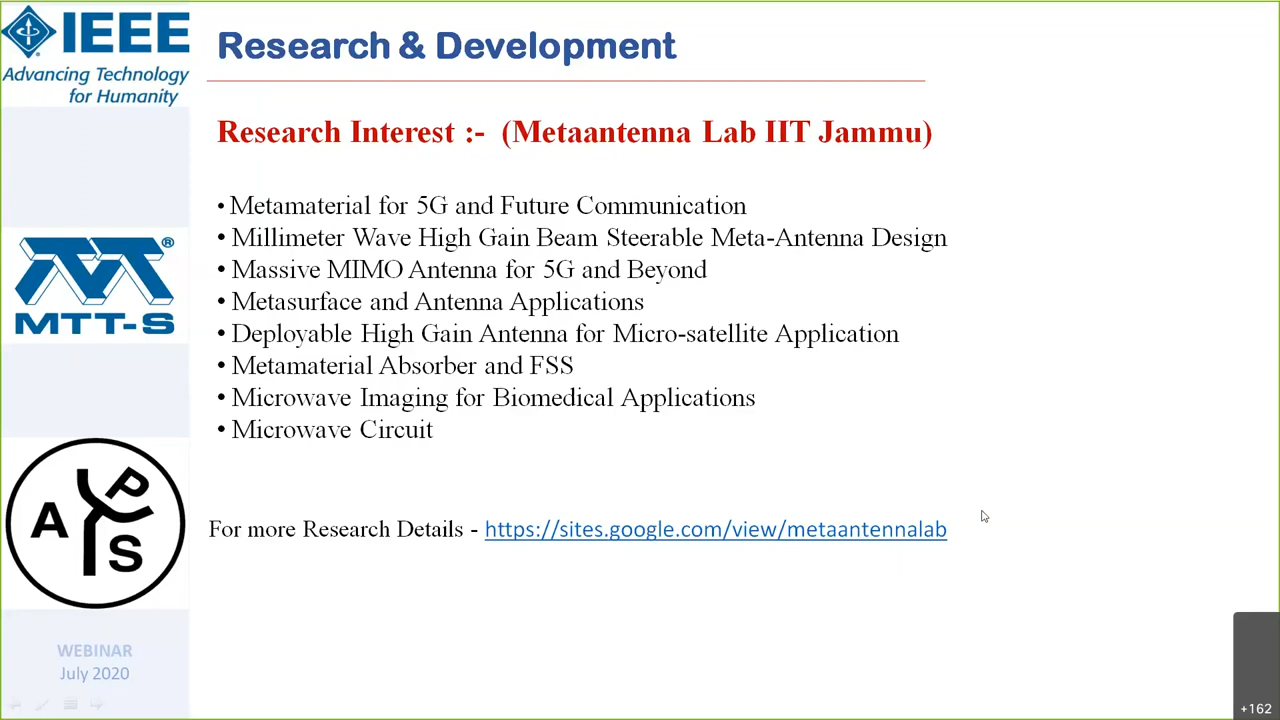 IEEE
Advancing Technology
for Humanity
Research & Development
Research Interest :- (Metaantenna Lab IIT Jammu)
• Metamaterial for 5G and Future Communication
• Millimeter Wave High Gain Beam Steerable Meta-Antenna Design
• Massive MIMO Antenna for 5G and Beyond
• Metasurface and Antenna Applications
• Deployable High Gain Antenna for Micro-satellite Application
• Metamaterial Absorber and FSS
• Microwave Imaging for Biomedical Applications
• Microwave Circuit
For more Research Details - https://sites.google.com/view/metaantennalab
MTT ®
MTT-S
A P S
WEBINAR
July 2020
+162